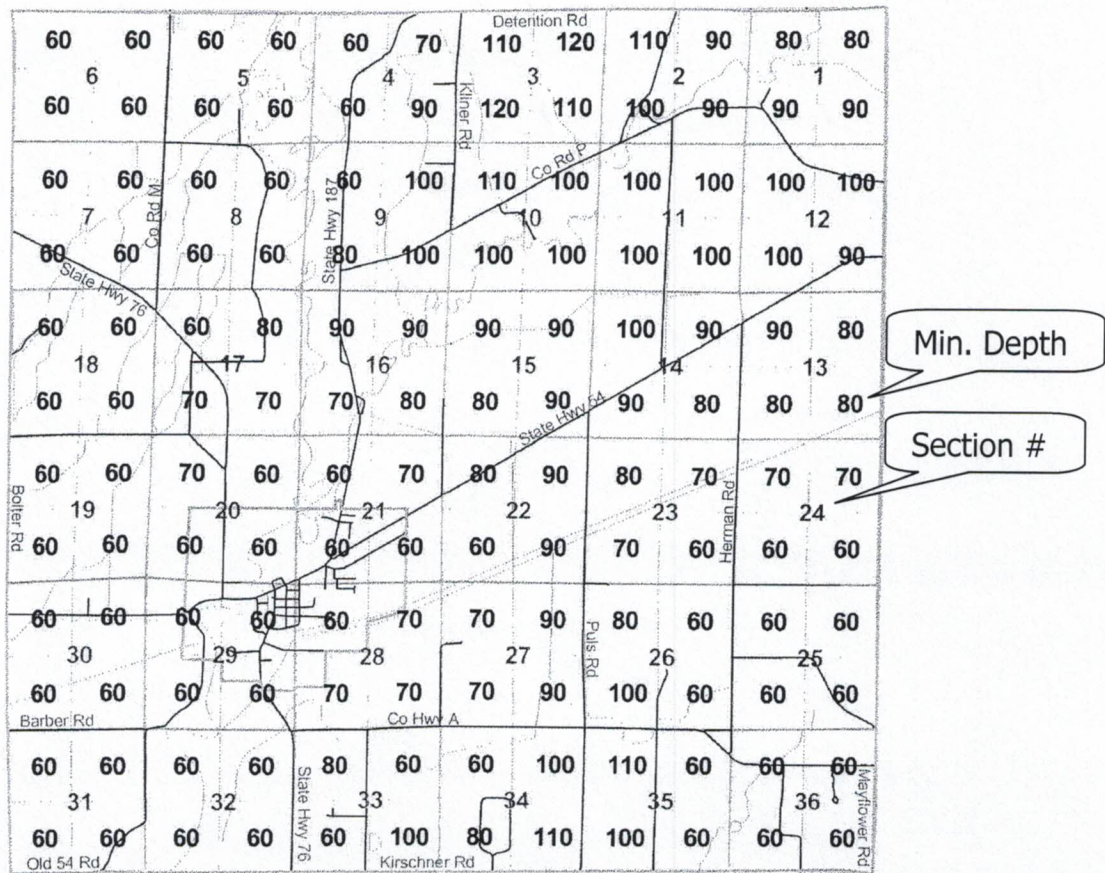 Detention Rd
60 60 60 60 60 70 110 120 110 90 80 80
6 5 4 3 2 1
Kliner Rd
60 60 60 60 60 90 120 110 100 90 90 90
Co Rd P
60 60 60 60 60 100 110 100 100 100 100 100
Co Rd M
State Hwy 187
7 8 9 10 11 12
60 60 60 60 80 100 100 100 100 100 100 90
State Hwy 76
60 60 60 80 90 90 90 90 100 90 90 80
18 17 16 15 14 13
Min. Depth
60 60 70 70 70 80 80 90 90 80 80 80
State Hwy 54
Section #
60 60 70 60 60 70 80 90 80 70 70 70
Bolter Rd
19 20 21 22 23 24
Herman Rd
60 60 60 60 60 60 60 90 70 60 60 60
60 60 60 60 60 70 70 90 80 60 60 60
Puls Rd
30 29 28 27 26 25
60 60 60 60 70 70 70 90 100 60 60 60
Barber Rd
Co Hwy A
60 60 60 60 80 60 60 100 110 60 60 60
State Hwy 76
Mayflower Rd
31 32 33 34 35 36
60 60 60 60 60 100 80 110 100 60 60 60
Old 54 Rd
Kirschner Rd